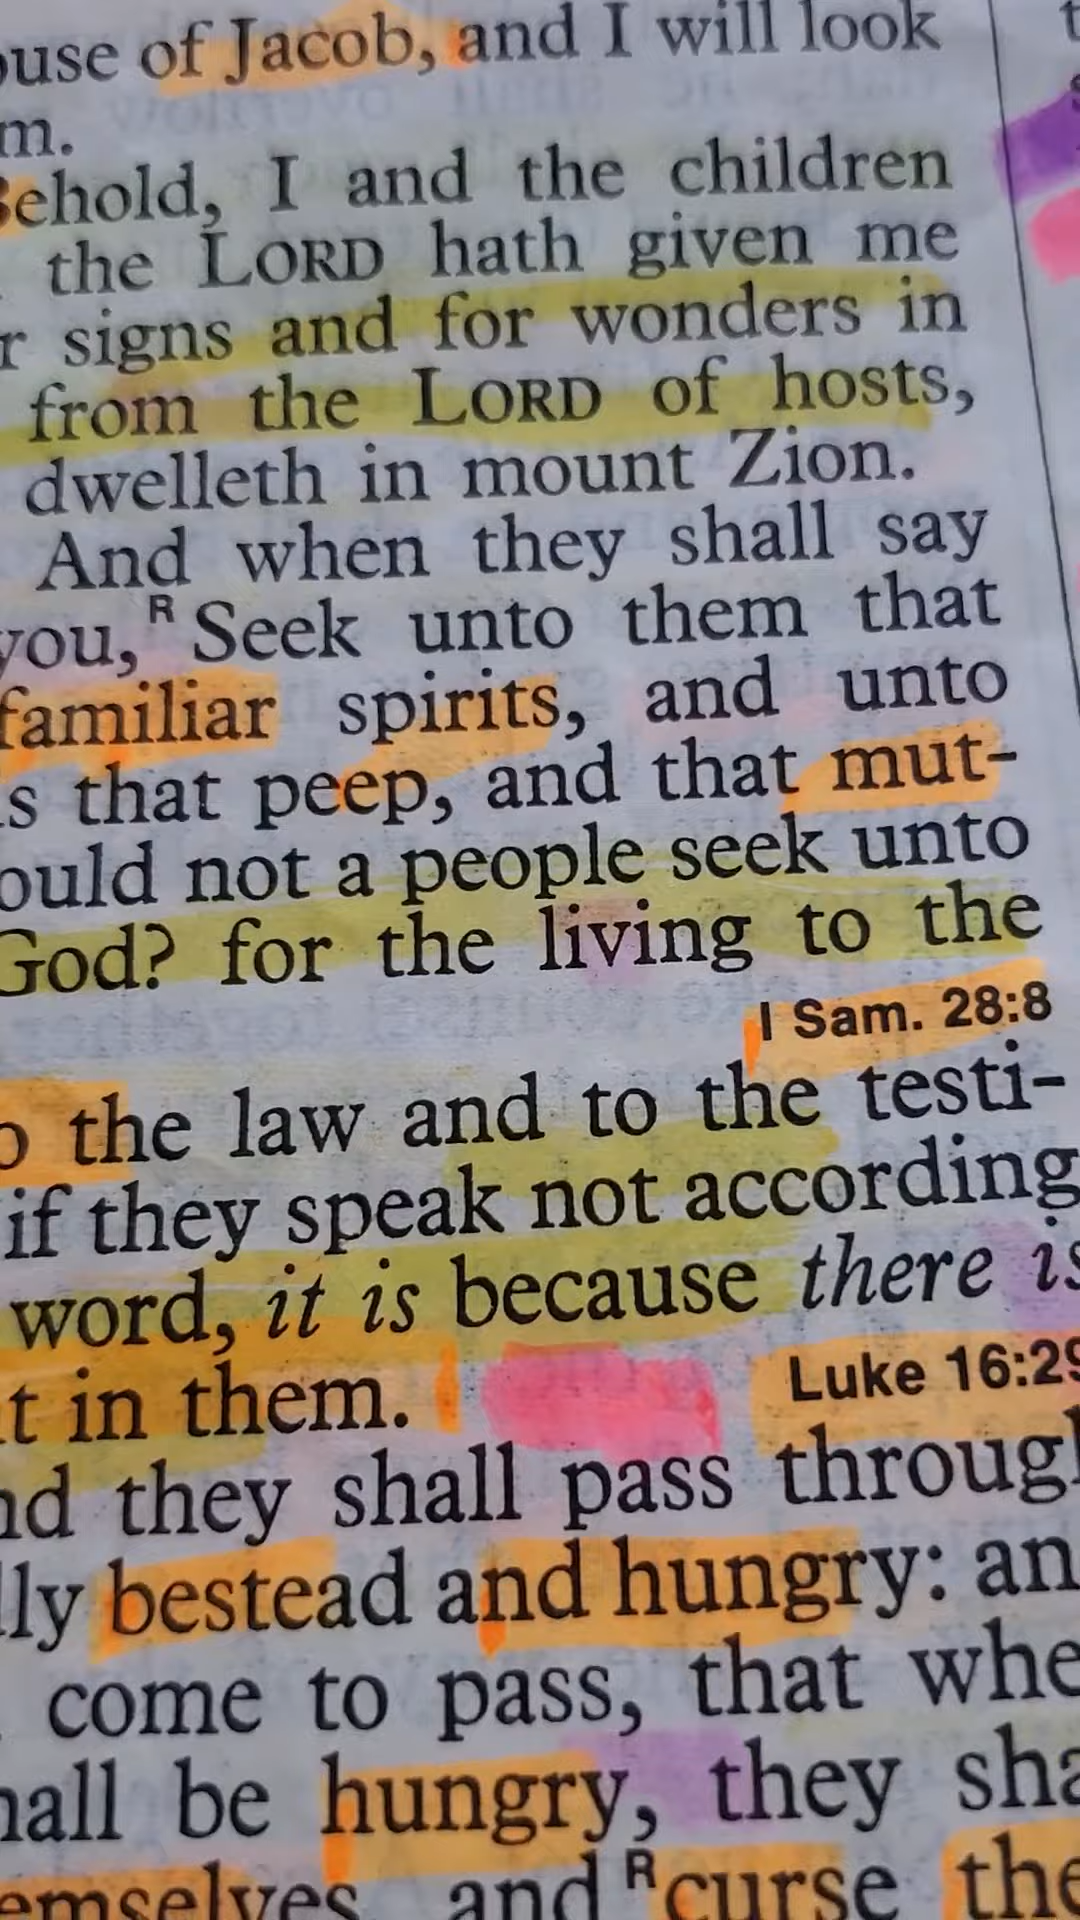 ouse of Jacob, and I will look
m.
Behold, I and the children
the LORD hath given me
r signs and for wonders in
from the LORD of hosts,
dwelleth in mount Zion.
And when they shall say
you, R Seek unto them that
familiar spirits, and unto
s that peep, and that mut-
ould not a people seek unto
God? for the living to the
I Sam. 28:8
o the law and to the testi-
if they speak not according
word, it is because there is
t in them.
Luke 16:29
nd they shall pass through
lly bestead and hungry: an
come to pass, that whe
hall be hungry, they sha
emselves, and R curse the